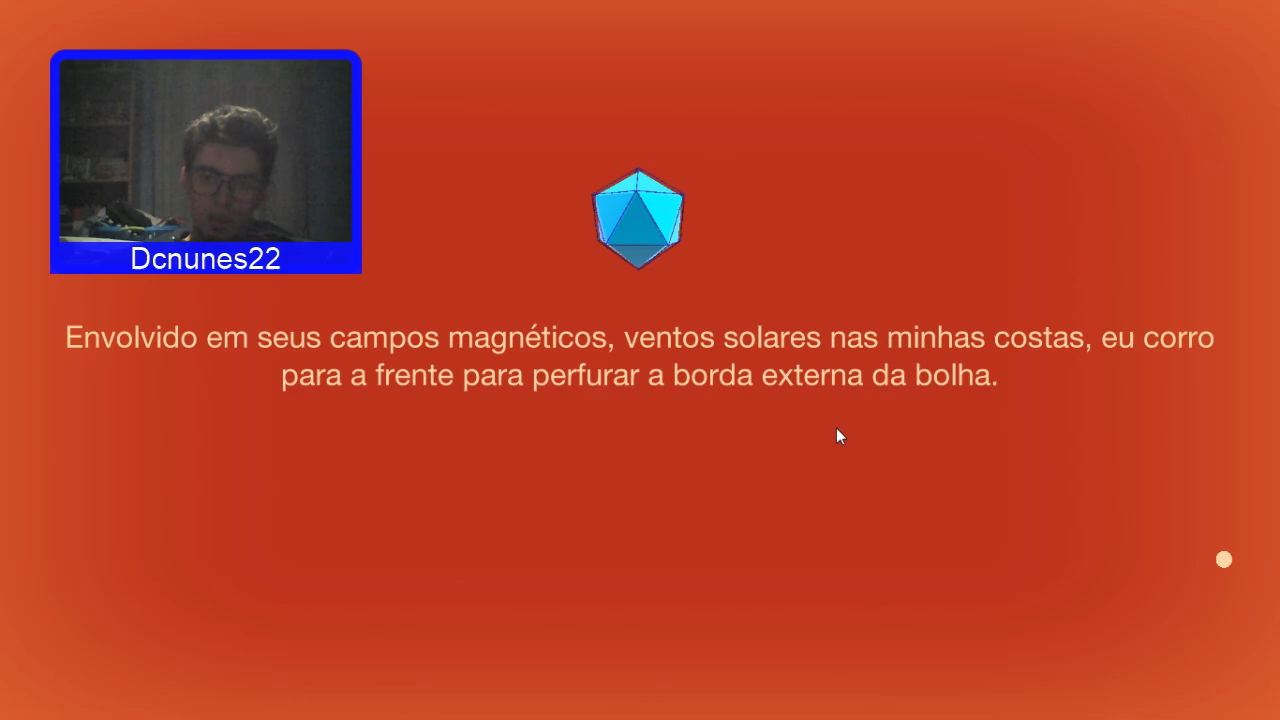 Dcnunes22
Envolvido em seus campos magnéticos, ventos solares nas minhas costas, eu corro
para a frente para perfurar a borda externa da bolha.